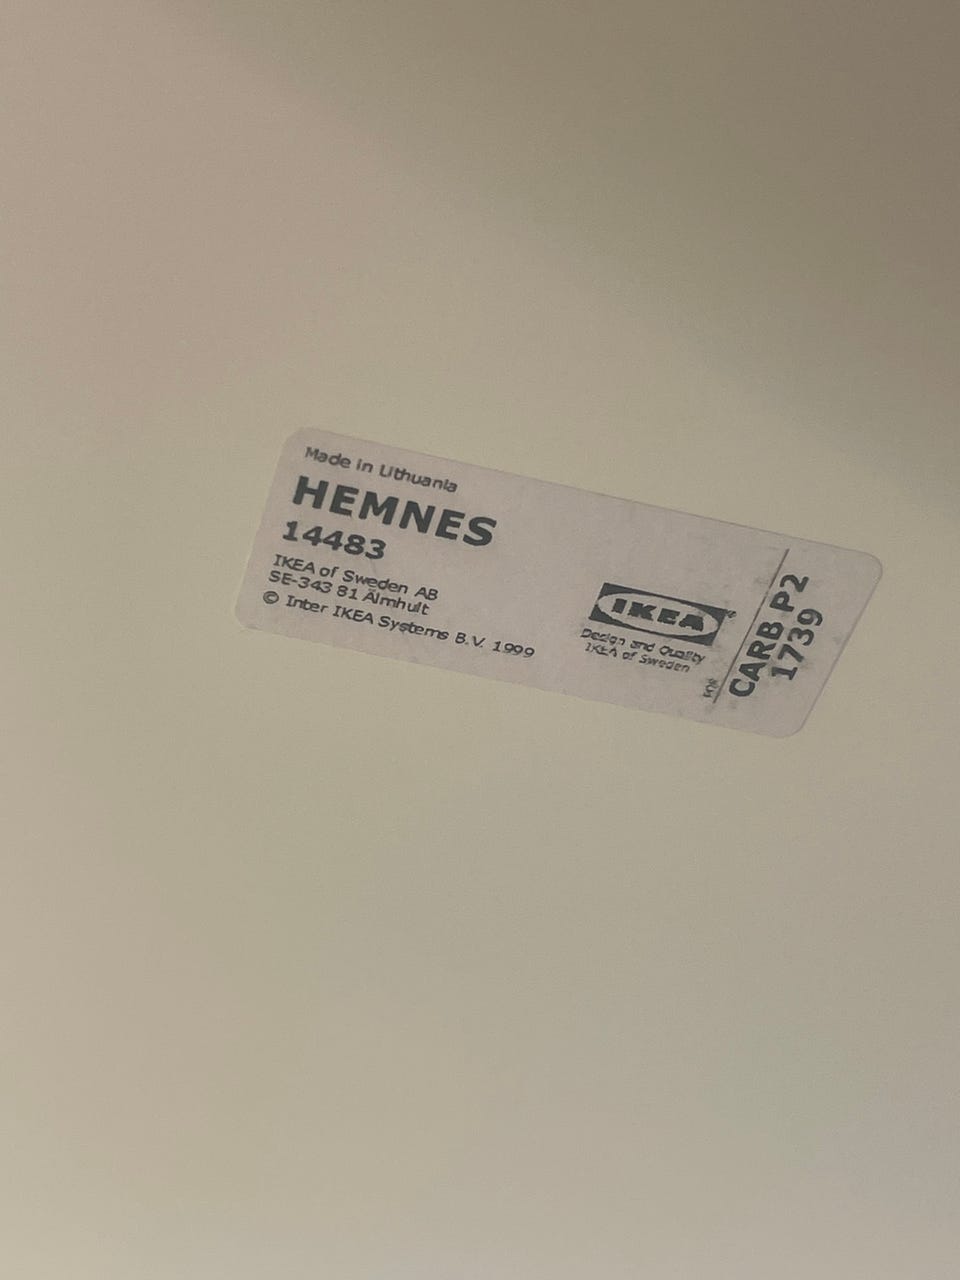 Made in Lithuania
HEMNES
14483
IKEA of Sweden AB
SE-343 81 Älmhult
© Inter IKEA Systems B.V. 1999
IKEA®
Design and Quality
IKEA of Sweden
CARB P2
1739